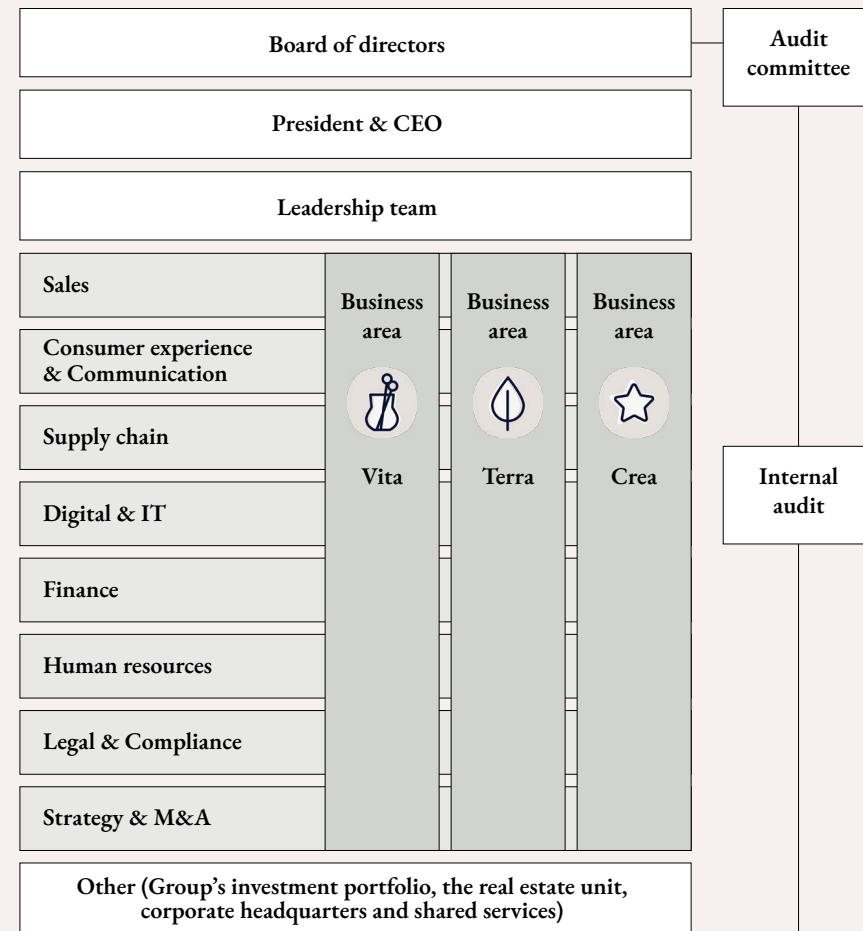 Board of directors
Audit
committee
President & CEO
Leadership team
Sales
Consumer experience
& Communication
Supply chain
Digital & IT
Finance
Human resources
Legal & Compliance
Strategy & M&A
Business
area
Vita
Business
area
Terra
Business
area
Crea
Internal
audit
Other (Group’s investment portfolio, the real estate unit,
corporate headquarters and shared services)